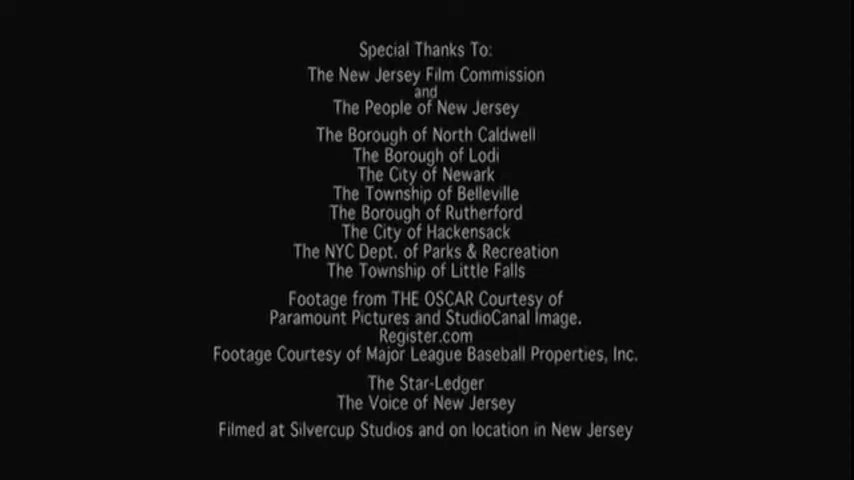 Special Thanks To:
The New Jersey Film Commission
and
The People of New Jersey
The Borough of North Caldwell
The Borough of Lodi
The City of Newark
The Township of Belleville
The Borough of Rutherford
The City of Hackensack
The NYC Dept. of Parks & Recreation
The Township of Little Falls
Footage from THE OSCAR Courtesy of
Paramount Pictures and StudioCanal Image.
Register.com
Footage Courtesy of Major League Baseball Properties, Inc.
The Star-Ledger
The Voice of New Jersey
Filmed at Silvercup Studios and on location in New Jersey